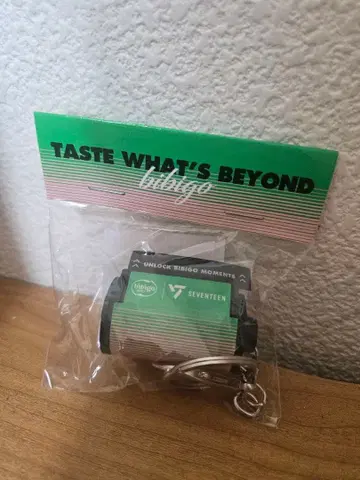 TASTE WHAT'S BEYOND
bibigo
UNLOCK BIBIGO MOMENTS
bibigo
SEVENTEEN